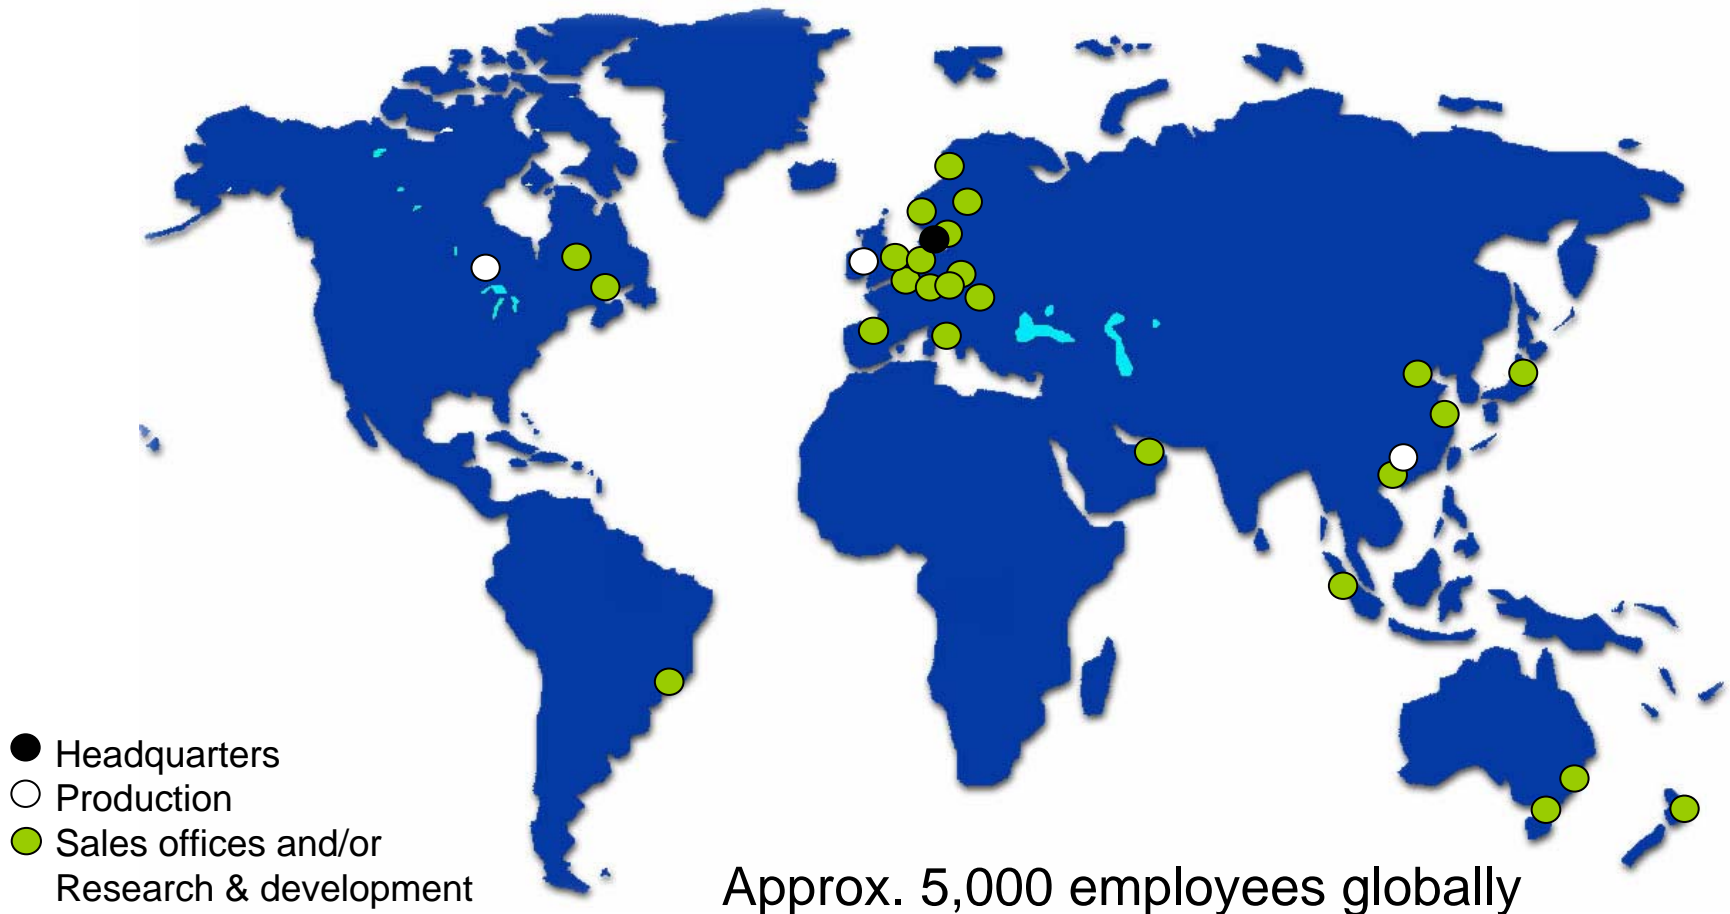 Headquarters
Production
Sales offices and/or
Research & development
Approx. 5,000 employees globally